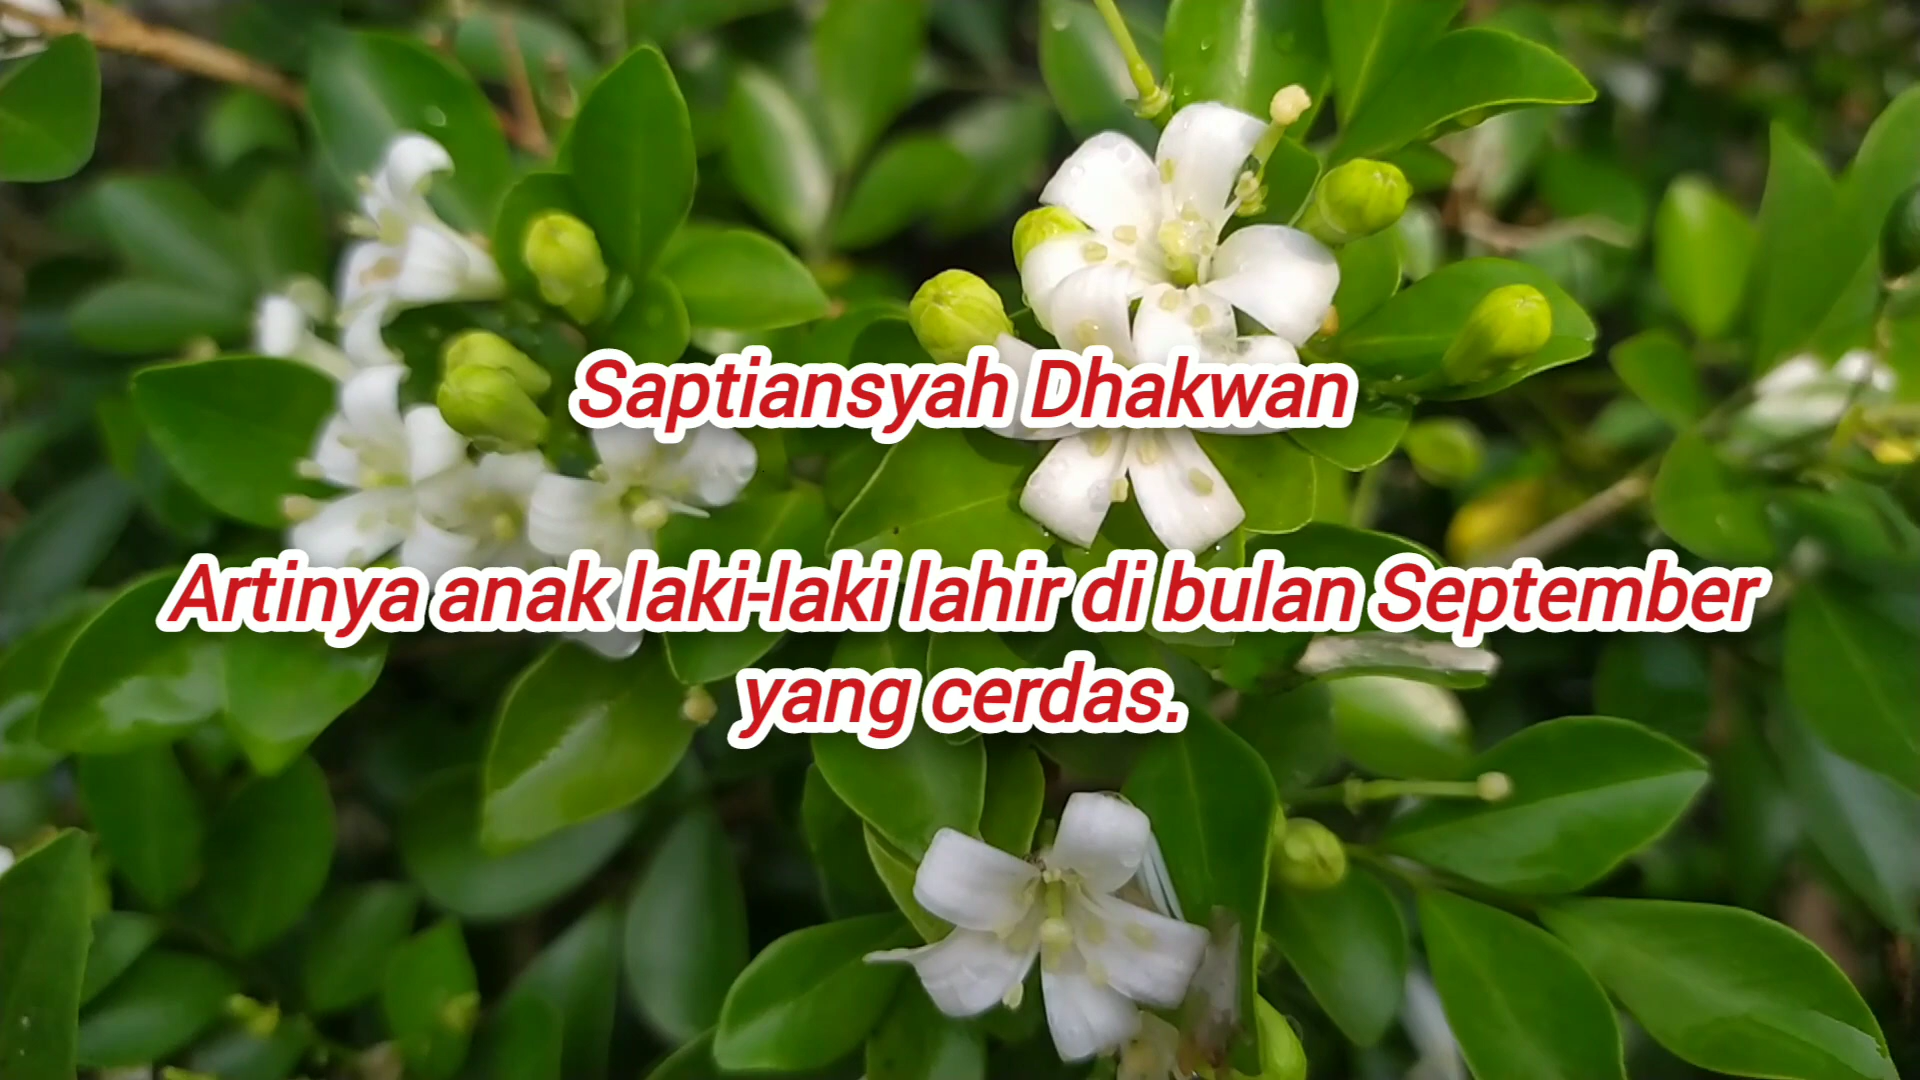 Saptiansyah Dhakwan
Artinya anak laki-laki lahir di bulan September
yang cerdas.